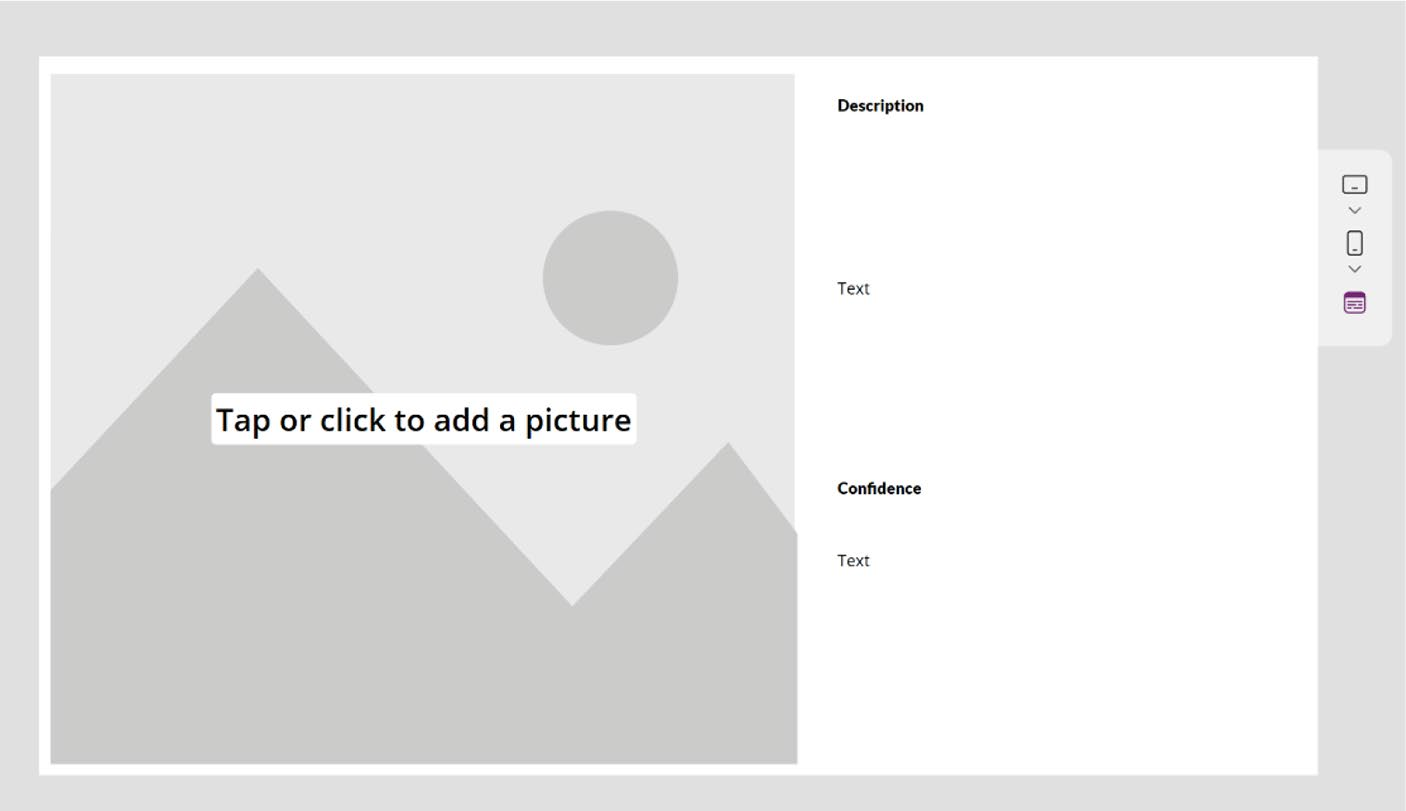 Tap or click to add a picture
Description
Text
Confidence
Text